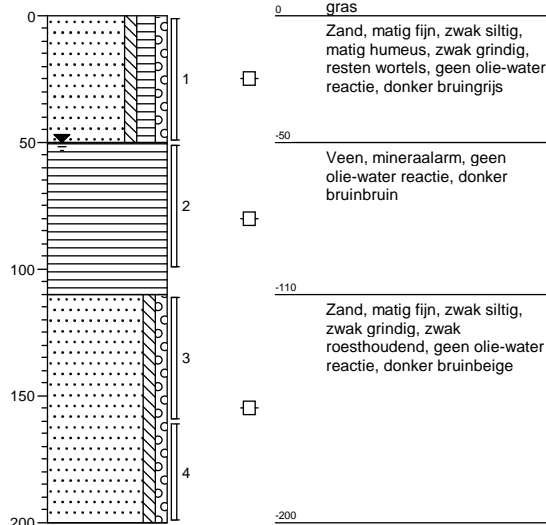 0
0
gras
Zand, matig fijn, zwak siltig,
matig humeus, zwak grindig,
resten wortels, geen olie-water
reactie, donker bruingrijs
1
50
-50
Veen, mineraalarm, geen
olie-water reactie, donker
bruinbruin
2
100
-110
Zand, matig fijn, zwak siltig,
zwak grindig, zwak
roesthoudend, geen olie-water
reactie, donker bruinbeige
3
150
4
200
-200